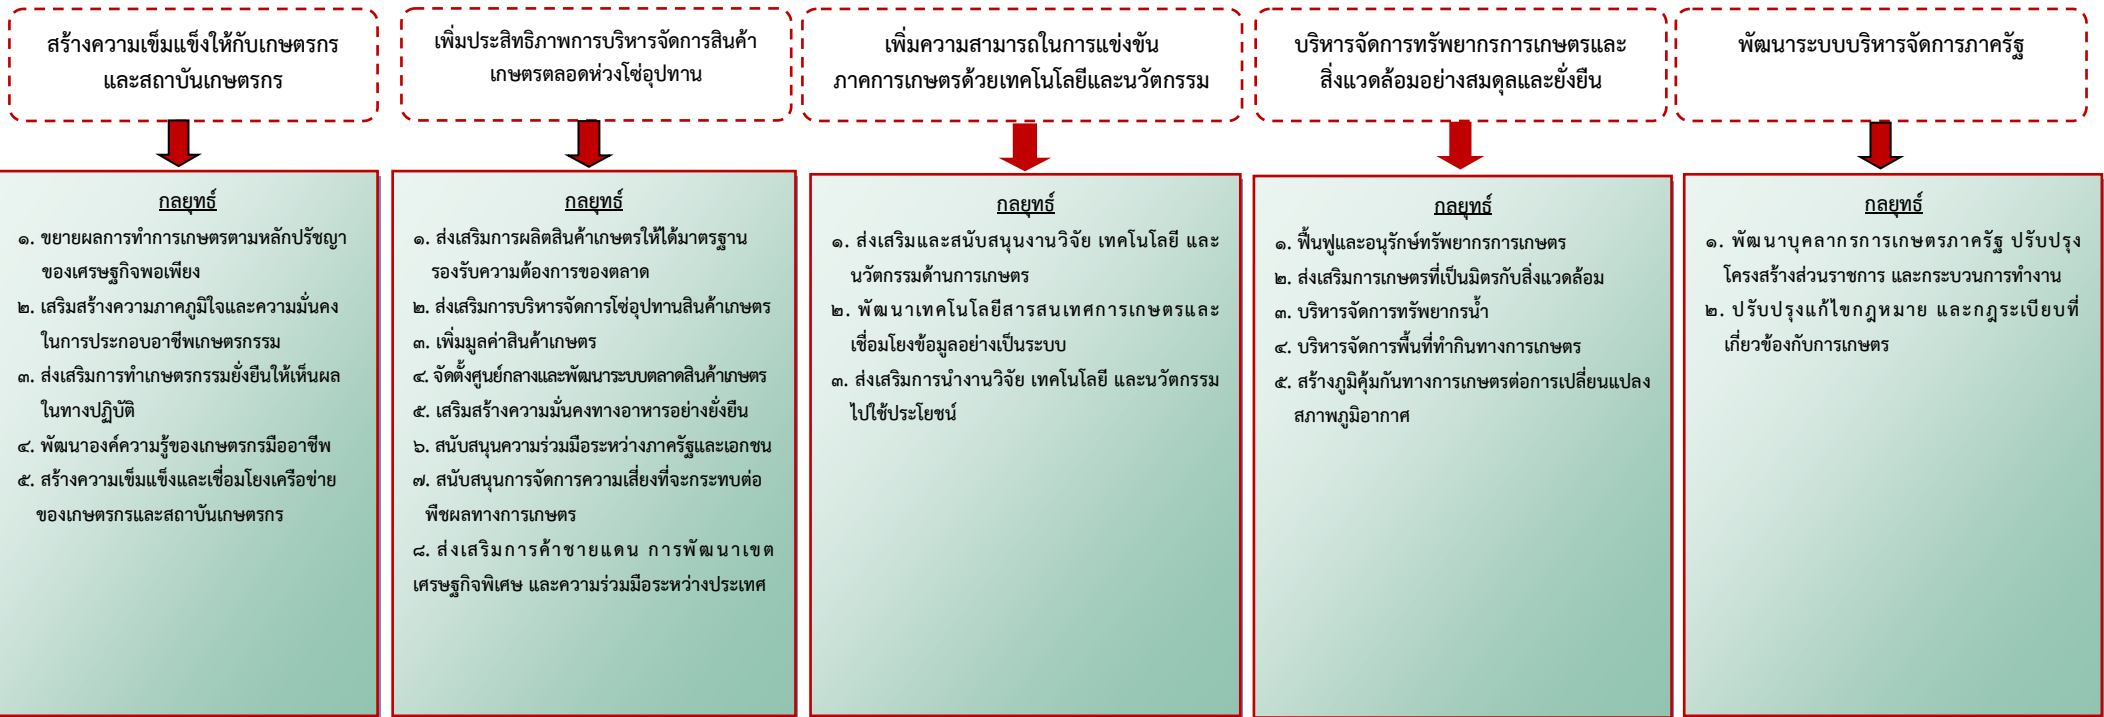 สร้างความเข็มแข็งให้กับเกษตรกร
และสถาบันเกษตรกร
เพิ่มประสิทธิภาพการบริหารจัดการสินค้า
เกษตรตลอดห่วงโซ่อุปทาน
เพิ่มความสามารถในการแข่งขัน
ภาคการเกษตรด้วยเทคโนโลยีและนวัตกรรม
บริหารจัดการทรัพยากรการเกษตรและ
สิ่งแวดล้อมอย่างสมดุลและยั่งยืน
พัฒนาระบบบริหารจัดการภาครัฐ
กลยุทธ์
๑. ขยายผลการทำการเกษตรตามหลักปรัชญา
ของเศรษฐกิจพอเพียง
๒. เสริมสร้างความภาคภูมิใจและความมั่นคง
ในการประกอบอาชีพเกษตรกรรม
๓. ส่งเสริมการทำเกษตรกรรมยั่งยืนให้เห็นผล
ในทางปฏิบัติ
๔. พัฒนาองค์ความรู้ของเกษตรกรมืออาชีพ
๕. สร้างความเข็มแข็งและเชื่อมโยงเครือข่าย
ของเกษตรกรและสถาบันเกษตรกร
กลยุทธ์
๑. ส่งเสริมการผลิตสินค้าเกษตรให้ได้มาตรฐาน
รองรับความต้องการของตลาด
๒. ส่งเสริมการบริหารจัดการโซ่อุปทานสินค้าเกษตร
๓. เพิ่มมูลค่าสินค้าเกษตร
๔. จัดตั้งศูนย์กลางและพัฒนาระบบตลาดสินค้าเกษตร
๕. เสริมสร้างความมั่นคงทางอาหารอย่างยั่งยืน
๖. สนับสนุนความร่วมมือระหว่างภาครัฐและเอกชน
๗. สนับสนุนการจัดการความเสี่ยงที่จะกระทบต่อ
พืชผลทางการเกษตร
๘. ส่งเสริมการค้าชายแดน การพัฒนาเขต
เศรษฐกิจพิเศษ และความร่วมมือระหว่างประเทศ
กลยุทธ์
๑. ส่งเสริมและสนับสนุนงานวิจัย เทคโนโลยี และ
นวัตกรรมด้านการเกษตร
๒. พัฒนาเทคโนโลยีสารสนเทศการเกษตรและ
เชื่อมโยงข้อมูลอย่างเป็นระบบ
๓. ส่งเสริมการนำงานวิจัย เทคโนโลยี และนวัตกรรม
ไปใช้ประโยชน์
กลยุทธ์
๑. ฟื้นฟูและอนุรักษ์ทรัพยากรการเกษตร
๒. ส่งเสริมการเกษตรที่เป็นมิตรกับสิ่งแวดล้อม
๓. บริหารจัดการทรัพยากรน้ำ
๔. บริหารจัดการพื้นที่ทำกินทางการเกษตร
๕. สร้างภูมิคุ้มกันทางการเกษตรต่อการเปลี่ยนแปลง
สภาพภูมิอากาศ
กลยุทธ์
๑. พัฒนาบุคลากรการเกษตรภาครัฐ ปรับปรุง
โครงสร้างส่วนราชการ และกระบวนการทำงาน
๒. ปรับปรุงแก้ไขกฎหมาย และกฎระเบียบที่
เกี่ยวข้องกับการเกษตร